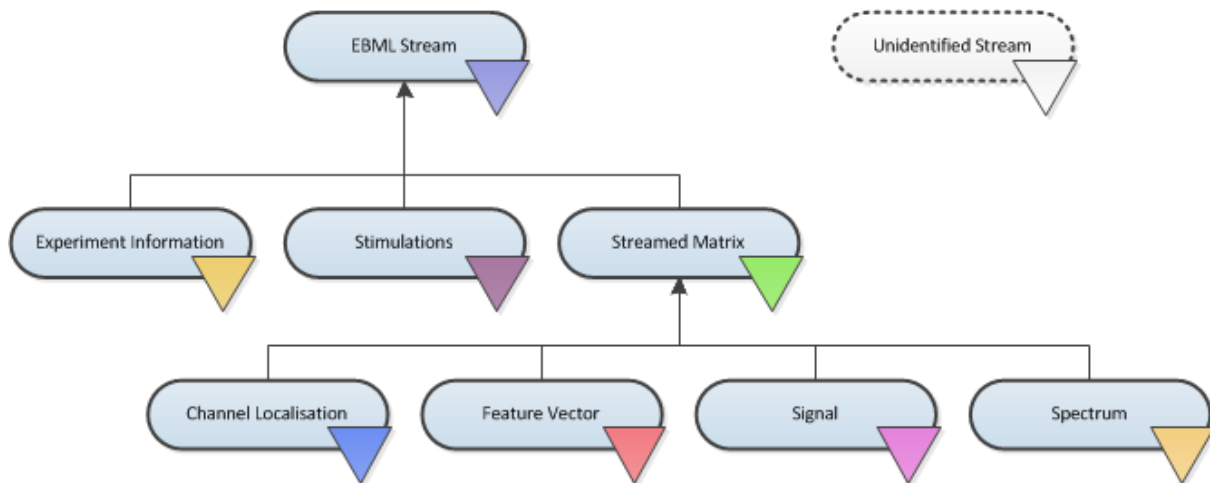 EBML Stream
Unidentified Stream
Experiment Information
Stimulations
Streamed Matrix
Channel Localisation
Feature Vector
Signal
Spectrum